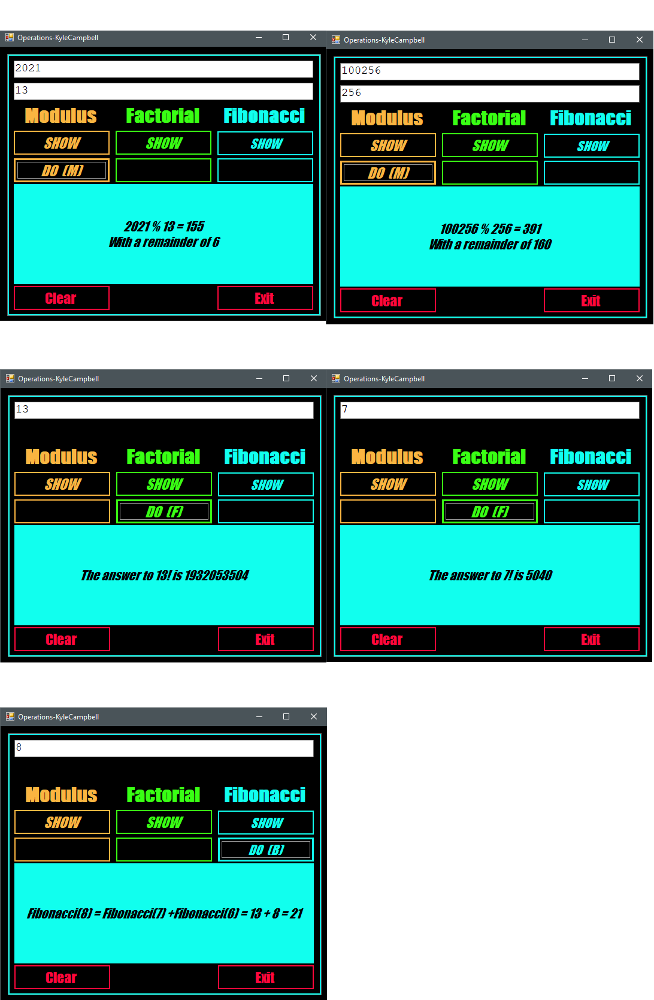 Operations-KyleCampbell
2021
13
Modulus Factorial Fibonacci
SHOW SHOW SHOW
DO (M)
2021 % 13 = 155
With a remainder of 6
Clear Exit
Operations-KyleCampbell
100256
256
Modulus Factorial Fibonacci
SHOW SHOW SHOW
DO (M)
100256 % 256 = 391
With a remainder of 160
Clear Exit
Operations-KyleCampbell
13
Modulus Factorial Fibonacci
SHOW SHOW SHOW
DO (F)
The answer to 13! is 1932053504
Clear Exit
Operations-KyleCampbell
7
Modulus Factorial Fibonacci
SHOW SHOW SHOW
DO (F)
The answer to 7! is 5040
Clear Exit
Operations-KyleCampbell
8
Modulus Factorial Fibonacci
SHOW SHOW SHOW
DO (B)
Fibonacci(8) = Fibonacci(7) +Fibonacci(6) = 13 + 8 = 21
Clear Exit